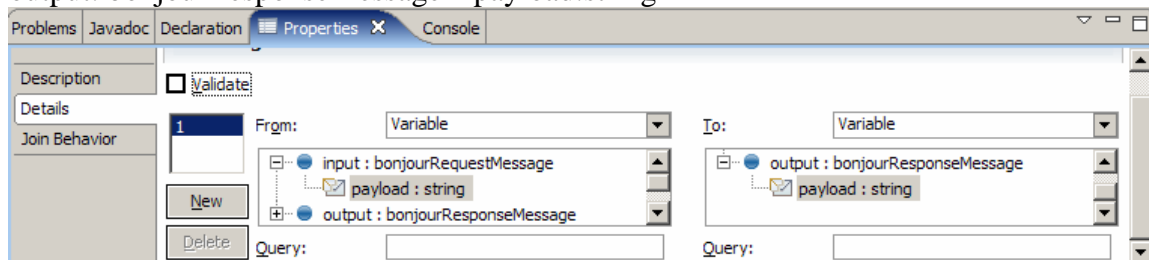 Problems Javadoc Declaration Properties Console
Description
Details
Join Behavior
Validate
1
New
Delete
From: Variable
input : bonjourRequestMessage
payload : string
output : bonjourResponseMessage
Query:
To: Variable
output : bonjourResponseMessage
payload : string
Query: